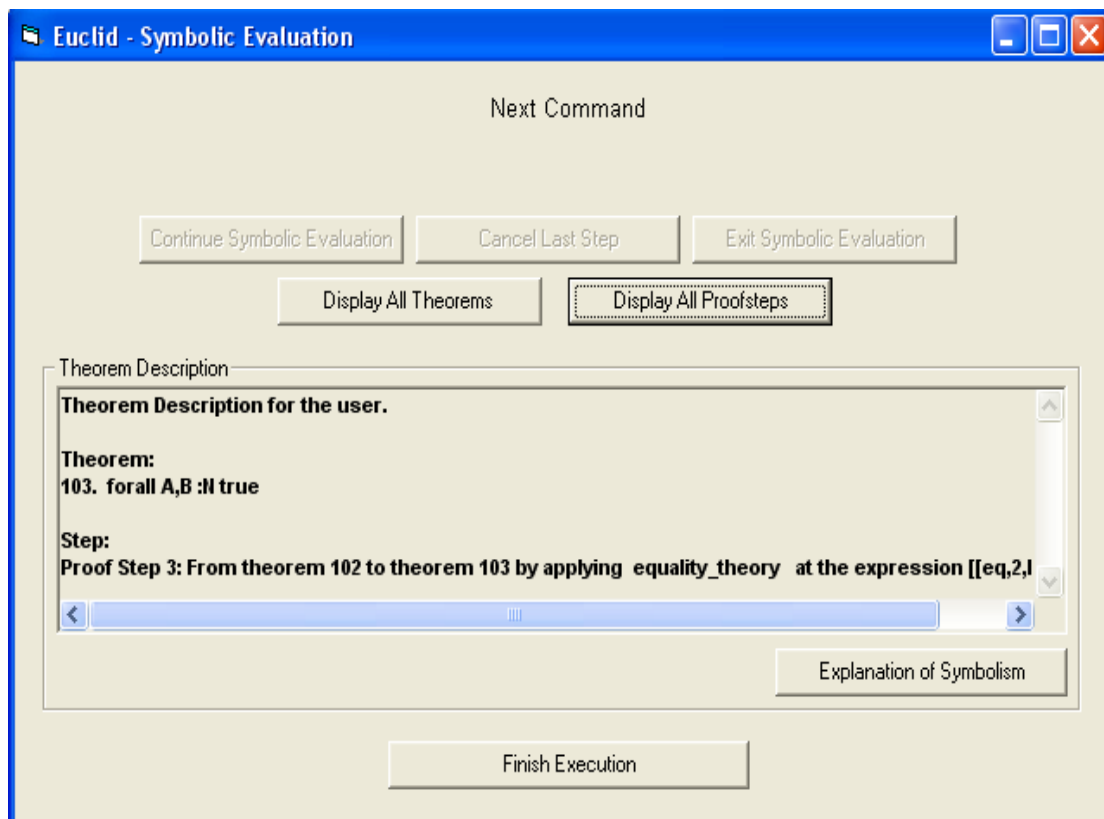 Euclid - Symbolic Evaluation
Next Command
Continue Symbolic Evaluation Cancel Last Step Exit Symbolic Evaluation
Display All Theorems Display All Proofsteps
Theorem Description
Theorem Description for the user.
Theorem:
103. forall A,B :N true
Step:
Proof Step 3: From theorem 102 to theorem 103 by applying equality_theory at the expression [[eq,2,
Explanation of Symbolism
Finish Execution